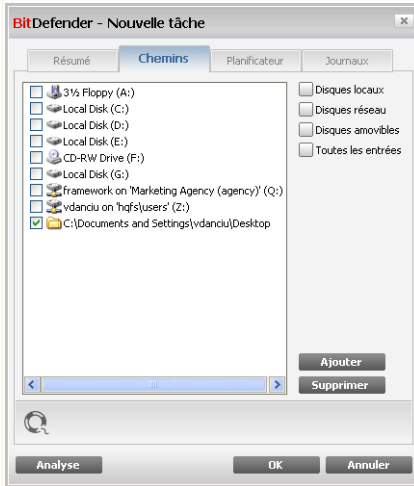 BitDefender - Nouvelle tâche
Résumé
Chemins
Planificateur
Journaux
3½ Floppy (A:)
Local Disk (C:)
Local Disk (D:)
Local Disk (E:)
CD-RW Drive (F:)
Local Disk (G:)
framework on 'Marketing Agency (agency)' (Q:)
vdanciu on 'hqfs\users' (Z:)
C:\Documents and Settings\vdanciu\Desktop
Disques locaux
Disques réseau
Disques amovibles
Toutes les entrées
Ajouter
Supprimer
Analyse
OK
Annuler